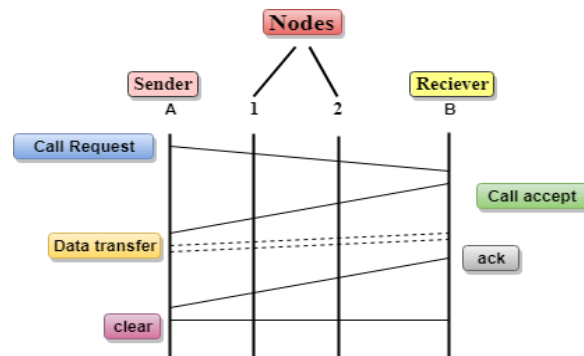 Nodes
Sender
Reciever
A
1
2
B
Call Request
Call accept
Data transfer
ack
clear